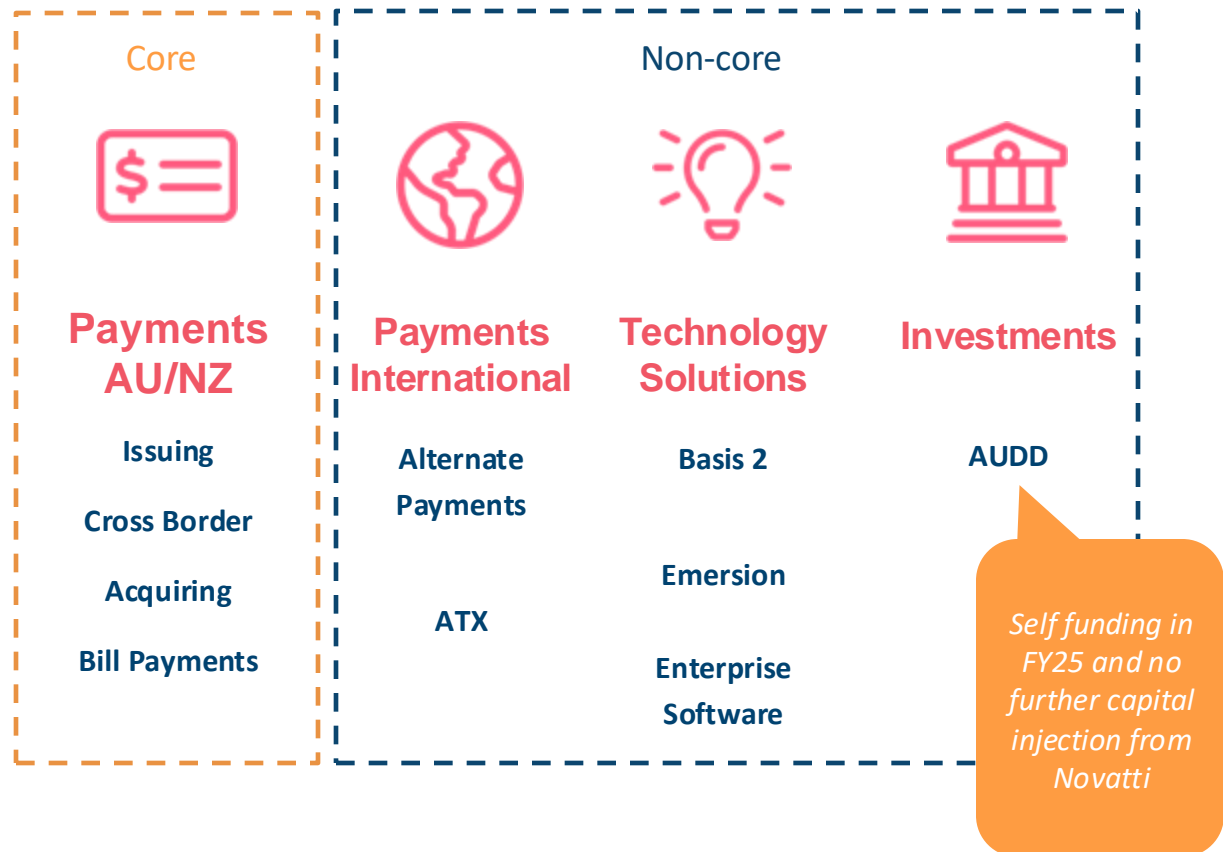 Core
Non-core
$
Payments
AU/NZ
Issuing
Cross Border
Acquiring
Bill Payments
Payments
International
Alternate
Payments
ATX
Technology
Solutions
Basis 2
Emersion
Enterprise
Software
Investments
AUDD
Self funding in
FY25 and no
further capital
injection from
Novatti